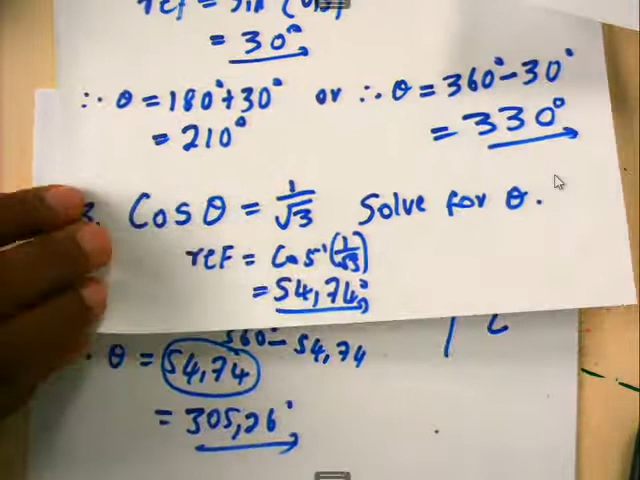 = 30°
∴ θ = 180° + 30° or ∴ θ = 360° - 30°
= 210° = 330°
3. Cos θ = 1/√3 Solve for θ.
ref = Cos⁻¹(1/√3)
= 54,74°
360° - 54,74
θ = 54,74
= 305,26°